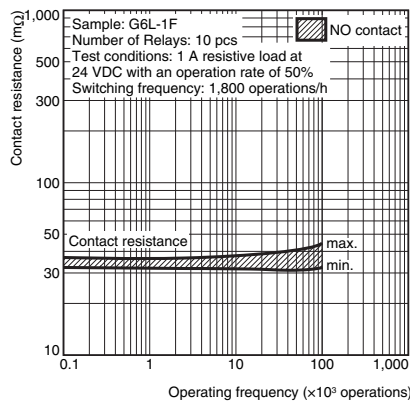 Contact resistance (mΩ)
1,000
500
300
100
50
30
10
Sample: G6L-1F
Number of Relays: 10 pcs
Test conditions: 1 A resistive load at
24 VDC with an operation rate of 50%
Switching frequency: 1,800 operations/h
NO contact
Contact resistance
max.
min.
0.1 1 10 100 1,000
Operating frequency (×10³ operations)